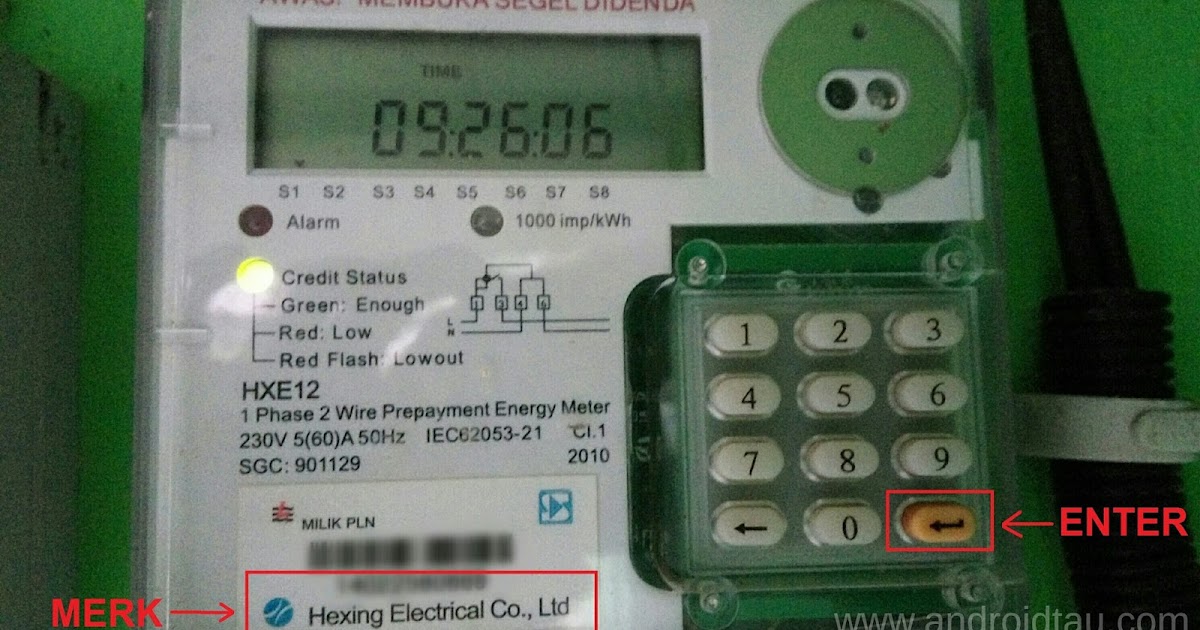 AWAS! MEMBUKA SEGEL DIDENDA
TIME
09:26:06
S1 S2 S3 S4 S5 S6 S7 S8
Alarm
1000 imp/kWh
Credit Status
Green: Enough
Red: Low
Red Flash: Lowout
L
N
HXE12
1 Phase 2 Wire Prepayment Energy Meter
230V 5(60)A 50Hz IEC62053-21 Cl.1
SGC: 901129 2010
1 2 3
4 5 6
7 8 9
← 0 ↵
ENTER
MILIK PLN
MERK
Hexing Electrical Co., Ltd
www.androidtau.com